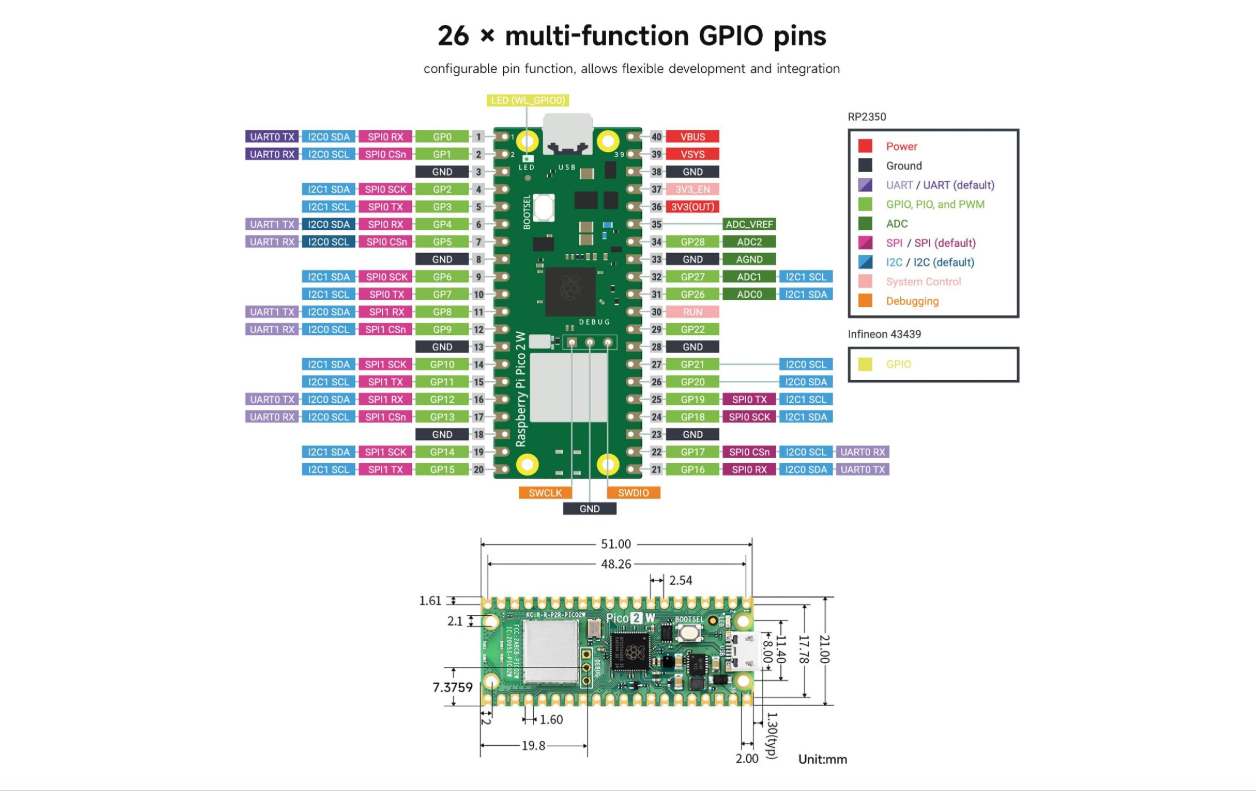 26 × multi-function GPIO pins
configurable pin function, allows flexible development and integration
LED (WL_GPIO0)
UART0 TX I2C0 SDA SPI0 RX GP0 1
UART0 RX I2C0 SCL SPI0 CSn GP1 2
GND 3
I2C1 SDA SPI0 SCK GP2 4
I2C1 SCL SPI0 TX GP3 5
UART1 TX I2C0 SDA SPI0 RX GP4 6
UART1 RX I2C0 SCL SPI0 CSn GP5 7
GND 8
I2C1 SDA SPI0 SCK GP6 9
I2C1 SCL SPI0 TX GP7 10
UART1 TX I2C0 SDA SPI1 RX GP8 11
UART1 RX I2C0 SCL SPI1 CSn GP9 12
GND 13
I2C1 SDA SPI1 SCK GP10 14
I2C1 SCL SPI1 TX GP11 15
UART0 TX I2C0 SDA SPI1 RX GP12 16
UART0 RX I2C0 SCL SPI1 CSn GP13 17
GND 18
I2C1 SDA SPI1 SCK GP14 19
I2C1 SCL SPI1 TX GP15 20
1
2
39
LED
USB
BOOTSEL
DEBUG
Raspberry Pi Pico 2 W
40 VBUS
39 VSYS
38 GND
37 3V3_EN
36 3V3(OUT)
35 ADC_VREF
34 GP28 ADC2
33 GND AGND
32 GP27 ADC1 I2C1 SCL
31 GP26 ADC0 I2C1 SDA
30 RUN
29 GP22
28 GND
27 GP21 I2C0 SCL
26 GP20 I2C0 SDA
25 GP19 SPI0 TX I2C1 SCL
24 GP18 SPI0 SCK I2C1 SDA
23 GND
22 GP17 SPI0 CSn I2C0 SCL UART0 RX
21 GP16 SPI0 RX I2C0 SDA UART0 TX
SWCLK
SWDIO
GND
RP2350
Power
Ground
UART / UART (default)
GPIO, PIO, and PWM
ADC
SPI / SPI (default)
I2C / I2C (default)
System Control
Debugging
Infineon 43439
GPIO
51.00
48.26
2.54
1.61
2.1
7.3759
2
1.60
19.8
Pico 2 W
BOOTSEL
DEBUG
8.00
11.40
17.78
21.00
1.30(typ)
2.00
Unit:mm